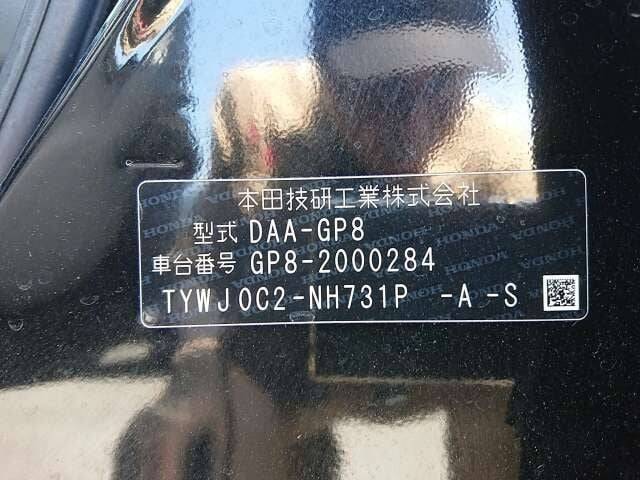 本田技研工業株式会社
型式 DAA-GP8
車台番号 GP8-2000284
TYWJ0C2-NH731P -A -S